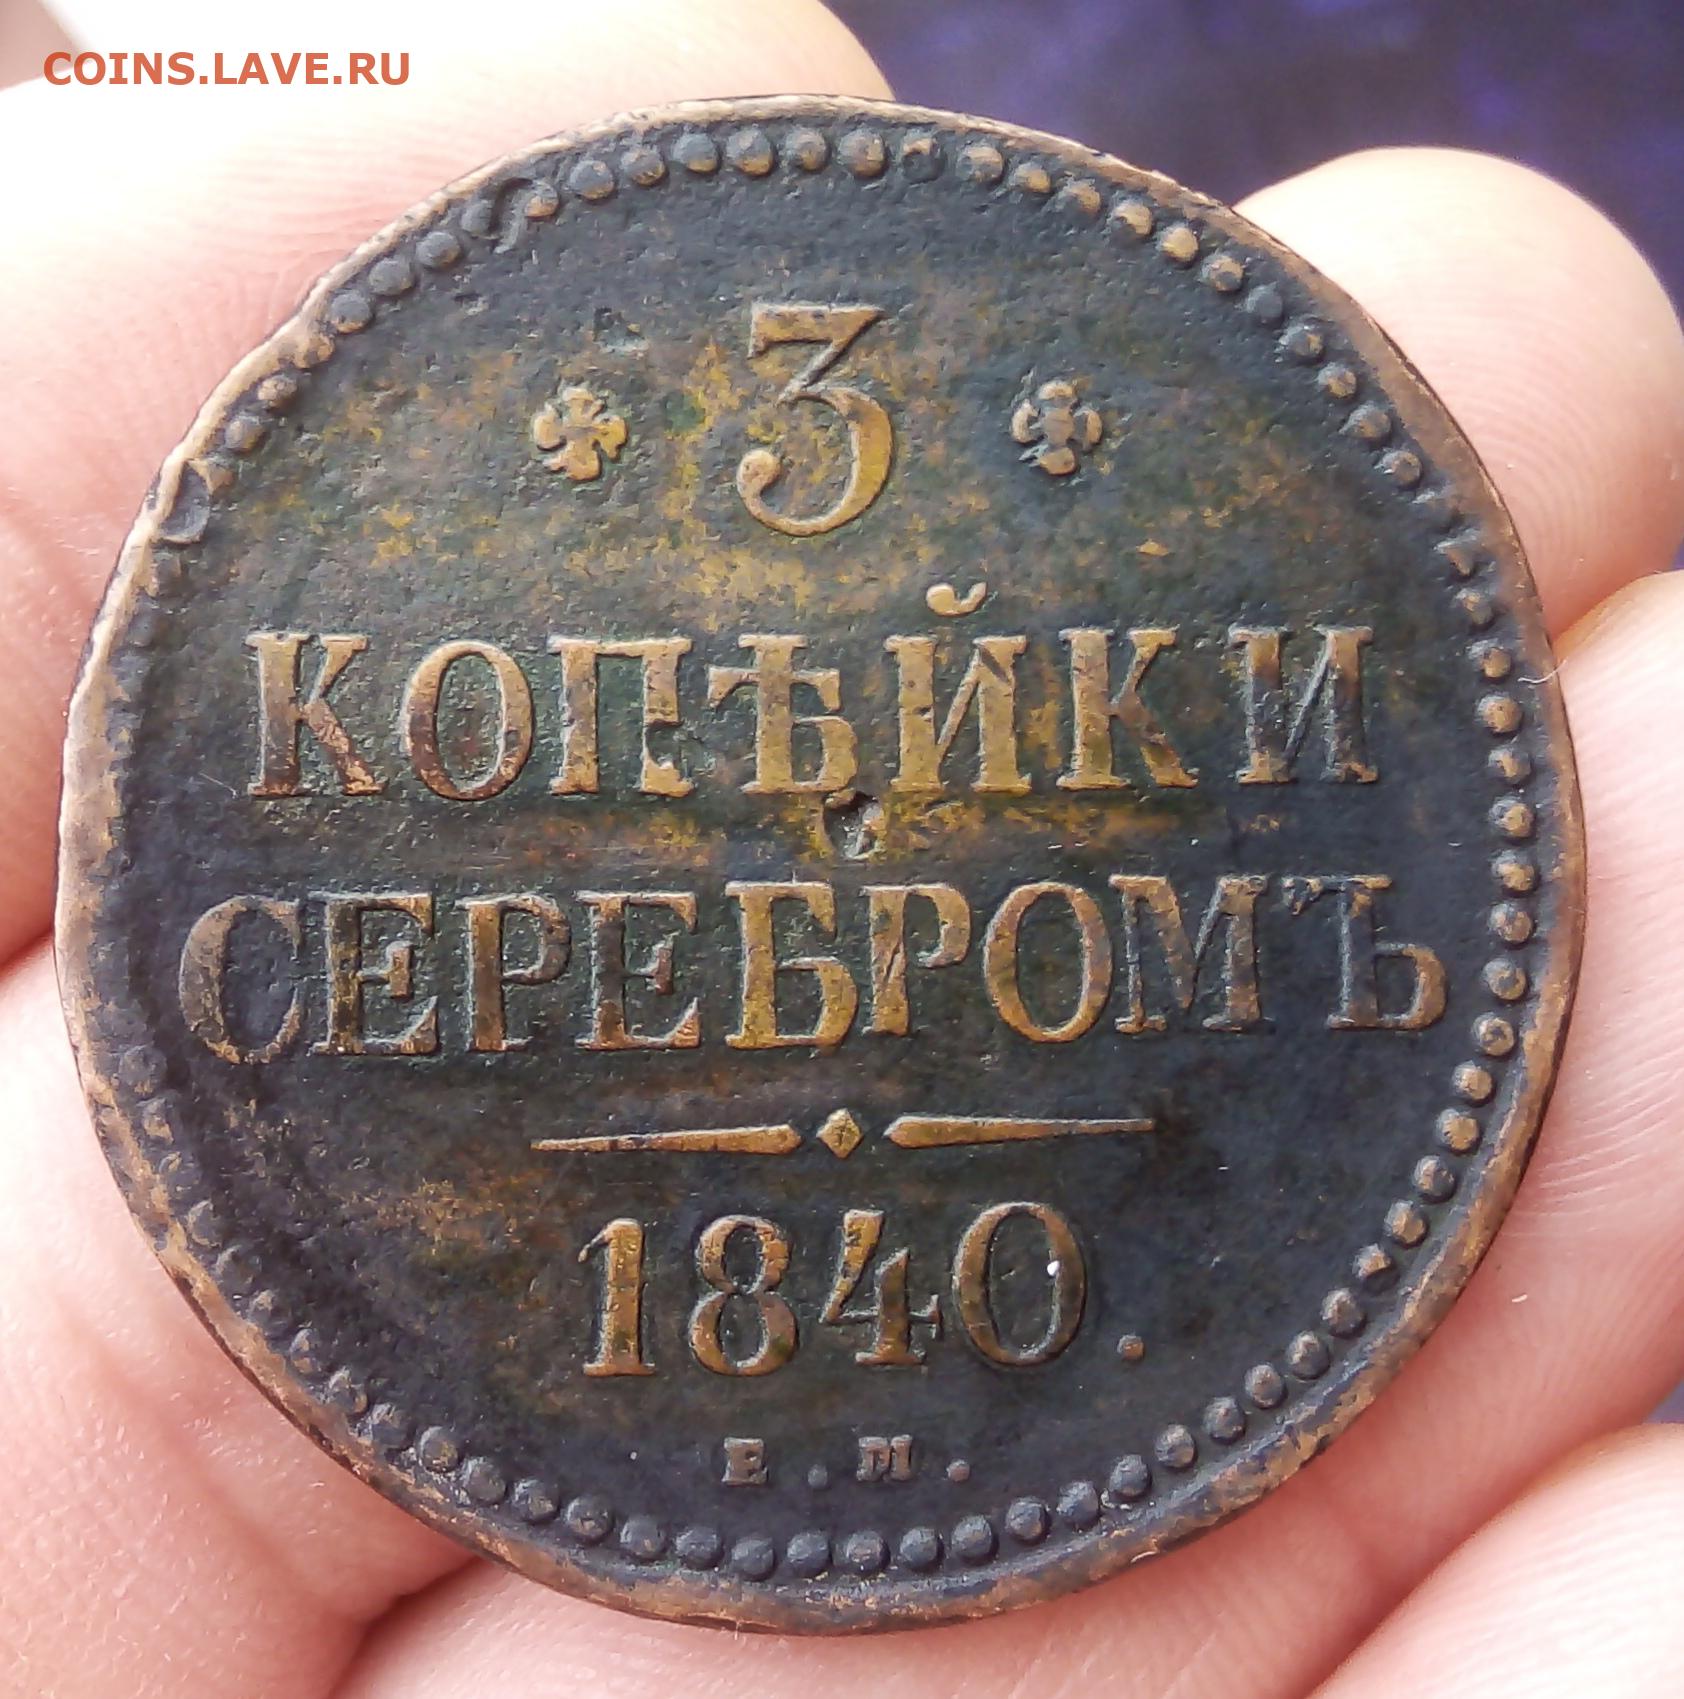 COINS.LAVE.RU
3
КОПѢЙКИ
СЕРЕБРОМЪ
1840.
Е.М.